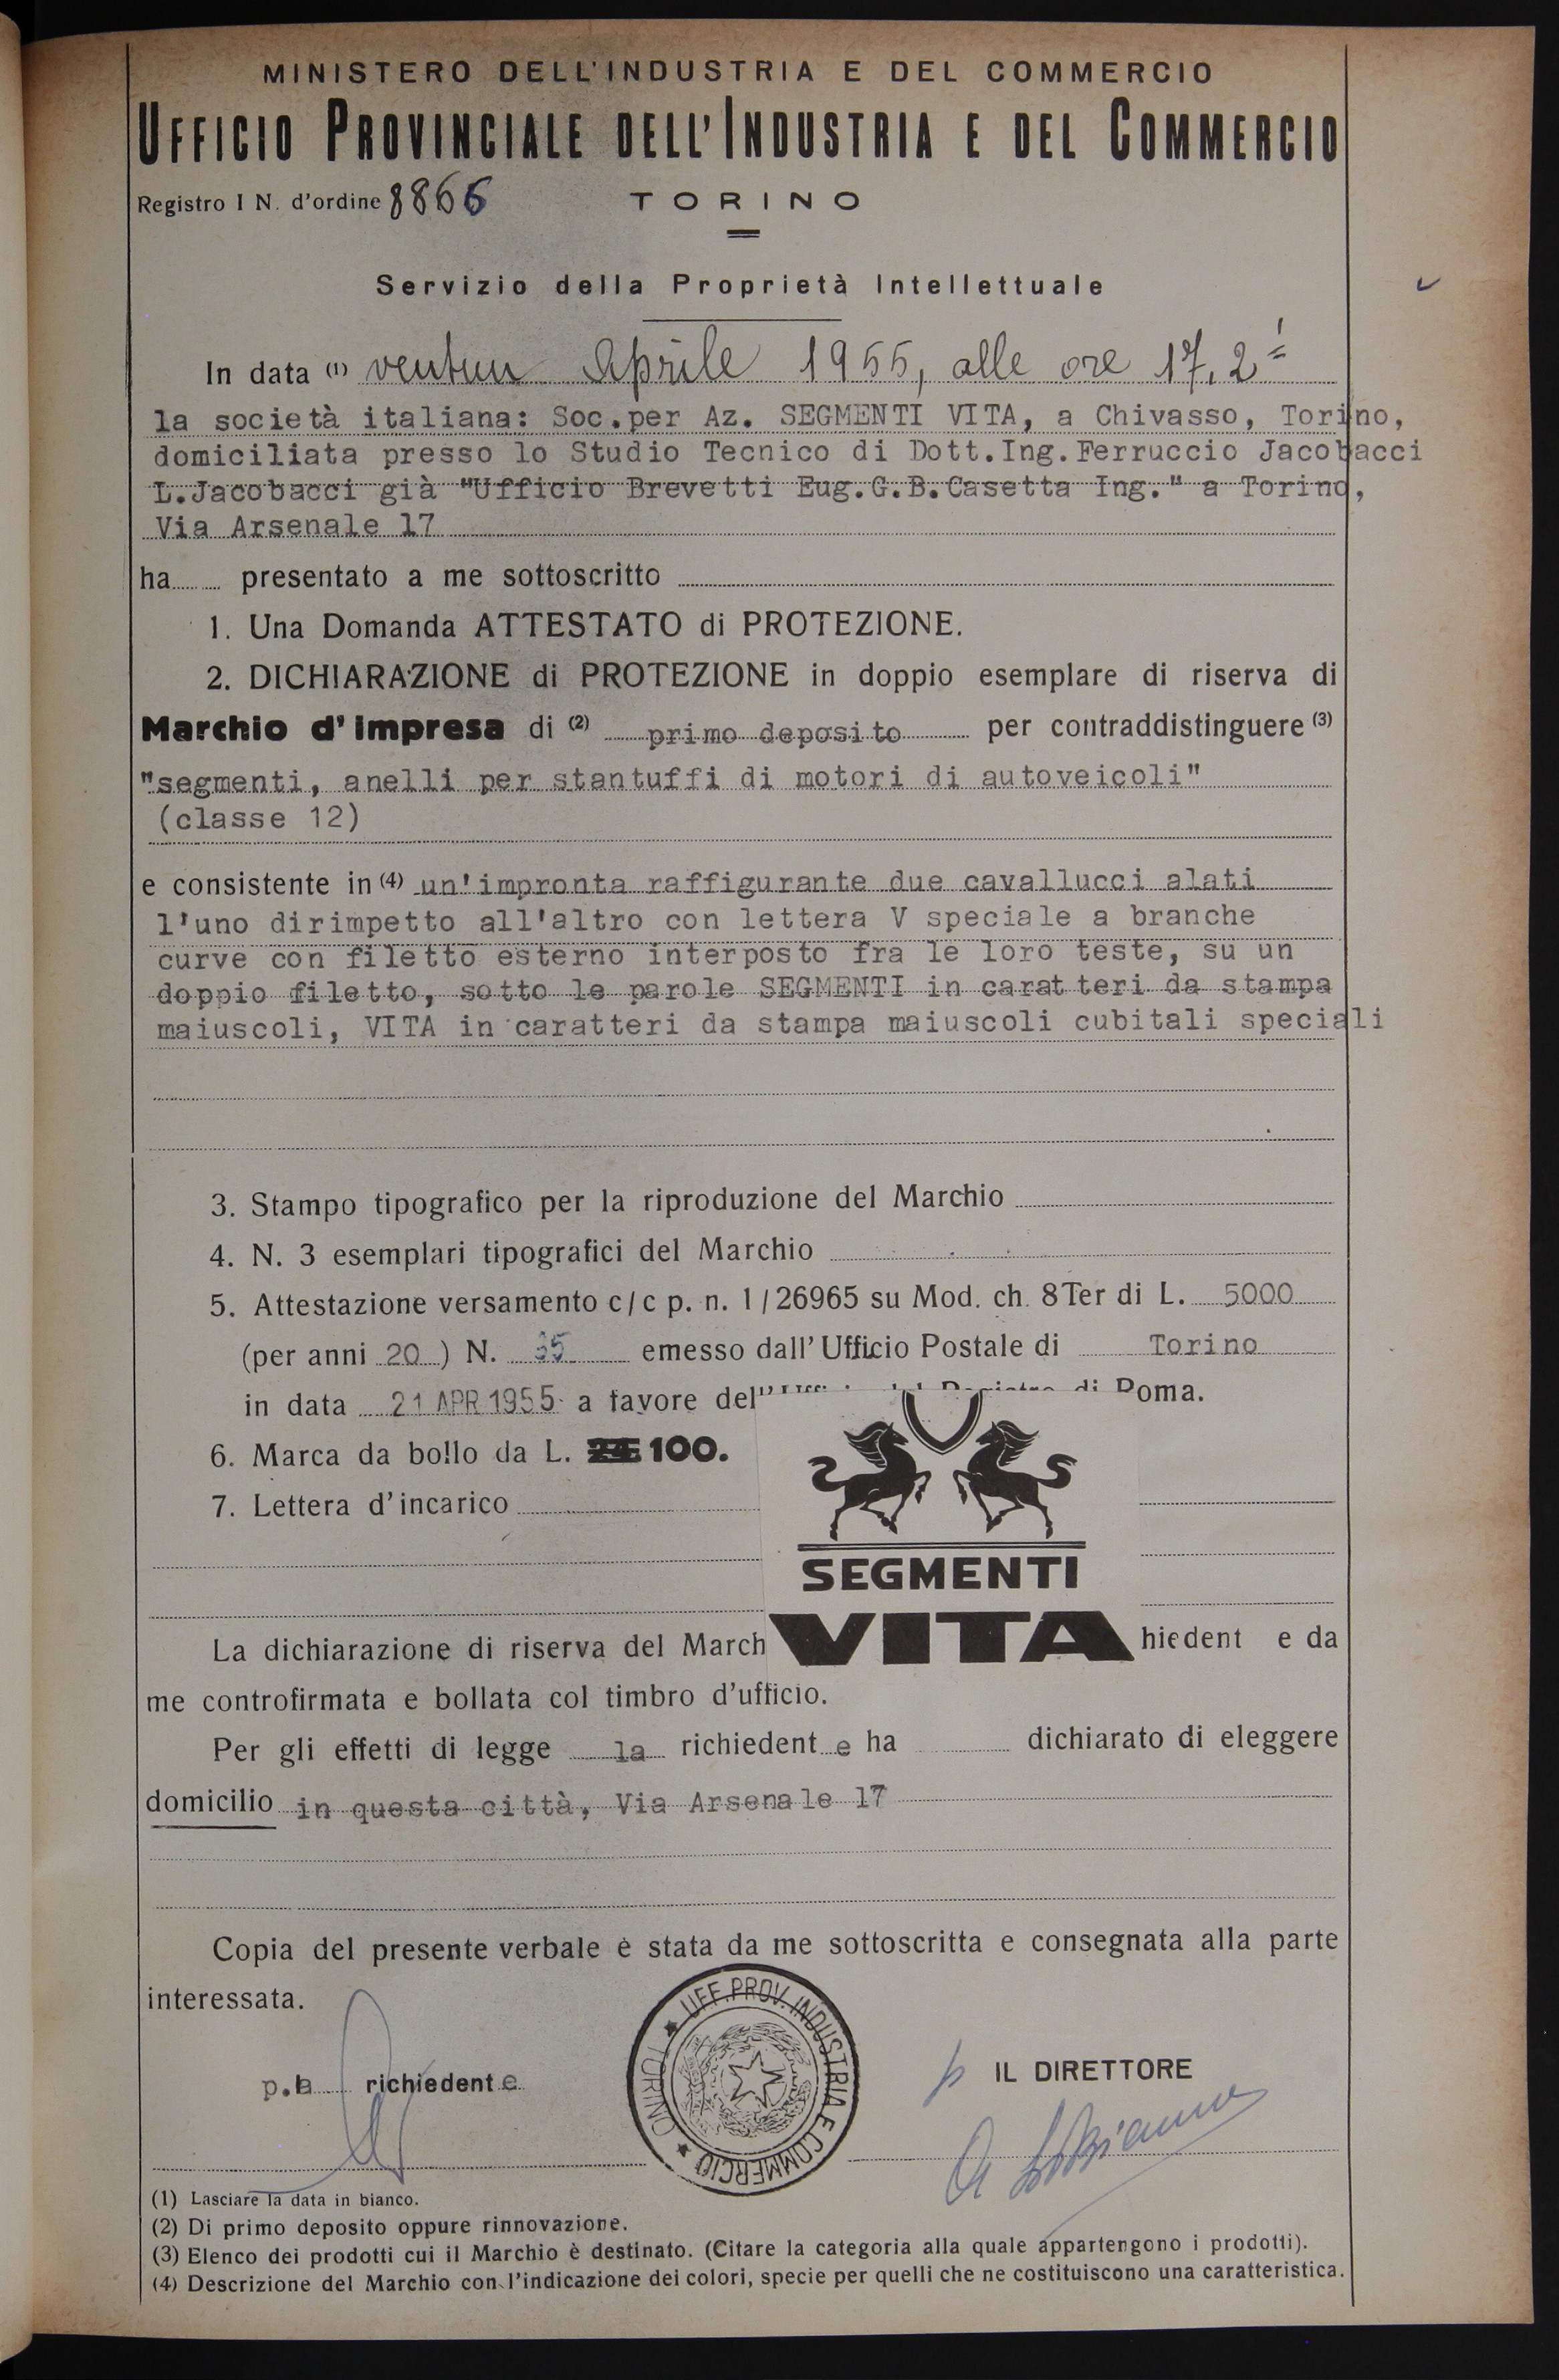 MINISTERO DELL'INDUSTRIA E DEL COMMERCIO
UFFICIO PROVINCIALE DELL'INDUSTRIA E DEL COMMERCIO
Registro I N. d'ordine 8866 TORINO
Servizio della Proprietà Intellettuale
In data (1) ventun Aprile 1955, alle ore 17,2
la società italiana: Soc.per Az. SEGMENTI VITA, a Chivasso, Torino,
domiciliata presso lo Studio Tecnico di Dott.Ing.Ferruccio Jacobacci
L.Jacobacci già "Ufficio Brevetti Eug.G.B.Casetta Ing." a Torino,
Via Arsenale 17
ha presentato a me sottoscritto
1. Una Domanda ATTESTATO di PROTEZIONE.
2. DICHIARAZIONE di PROTEZIONE in doppio esemplare di riserva di
Marchio d'impresa di (2) primo deposito per contraddistinguere (3)
"segmenti, anelli per stantuffi di motori di autoveicoli"
(classe 12)
e consistente in (4) un'impronta raffigurante due cavallucci alati
l'uno dirimpetto all'altro con lettera V speciale a branche
curve con filetto esterno interposto fra le loro teste, su un
doppio filetto, sotto le parole SEGMENTI in carat teri da stampa
maiuscoli, VITA in caratteri da stampa maiuscoli cubitali speciali
3. Stampo tipografico per la riproduzione del Marchio
4. N. 3 esemplari tipografici del Marchio
5. Attestazione versamento c/c p. n. 1/26965 su Mod. ch. 8 Ter di L. 5000
(per anni 20) N. 35 emesso dall'Ufficio Postale di Torino
in data 21 APR 1955 a favore dell'Ufficio del Registro di Roma.
6. Marca da bollo da L. 100.
7. Lettera d'incarico
SEGMENTI
VITA
La dichiarazione di riserva del March hiedent e da
me controfirmata e bollata col timbro d'ufficio.
Per gli effetti di legge la richiedente ha dichiarato di eleggere
domicilio in questa città, Via Arsenale 17
Copia del presente verbale è stata da me sottoscritta e consegnata alla parte
interessata.
UFF. PROV. INDUSTRIA E COMMERCIO ★ TORINO ★
p.la richiedente
p IL DIRETTORE
(1) Lasciare la data in bianco.
(2) Di primo deposito oppure rinnovazione.
(3) Elenco dei prodotti cui il Marchio è destinato. (Citare la categoria alla quale appartengono i prodotti).
(4) Descrizione del Marchio con l'indicazione dei colori, specie per quelli che ne costituiscono una caratteristica.